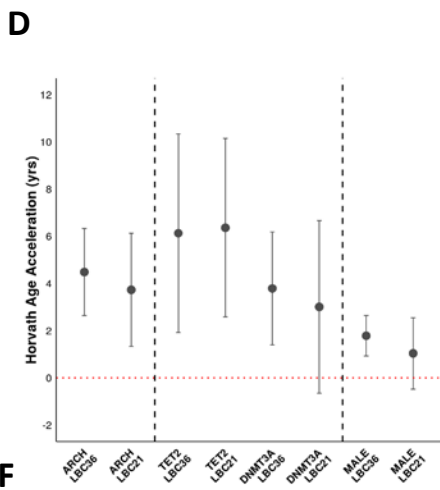 D
Horvath Age Acceleration (yrs)
12
10
8
6
4
2
0
-2
ARCH
LBC36
ARCH
LBC21
TET2
LBC36
TET2
LBC21
DNMT3A
LBC36
DNMT3A
LBC21
MALE
LBC36
MALE
LBC21
F